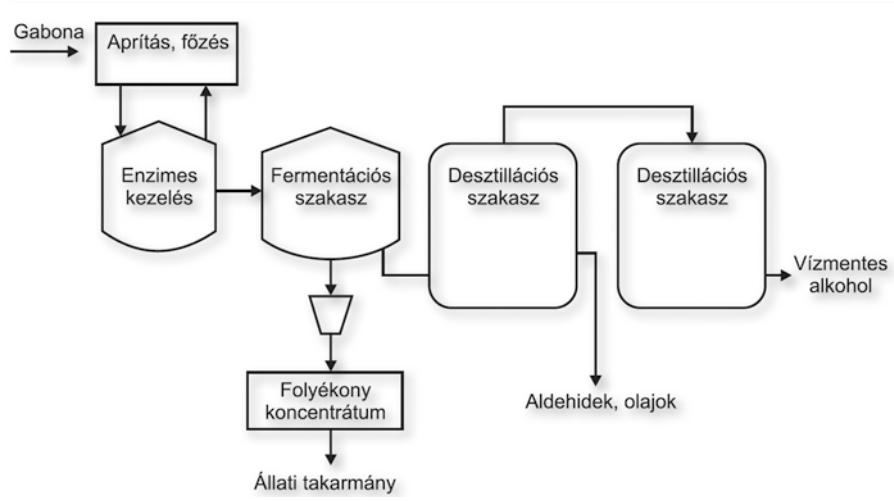 Gabona
Aprítás, főzés
Enzimes
kezelés
Fermentációs
szakasz
Desztillációs
szakasz
Desztillációs
szakasz
Vízmentes
alkohol
Folyékony
koncentrátum
Aldehidek, olajok
Állati takarmány